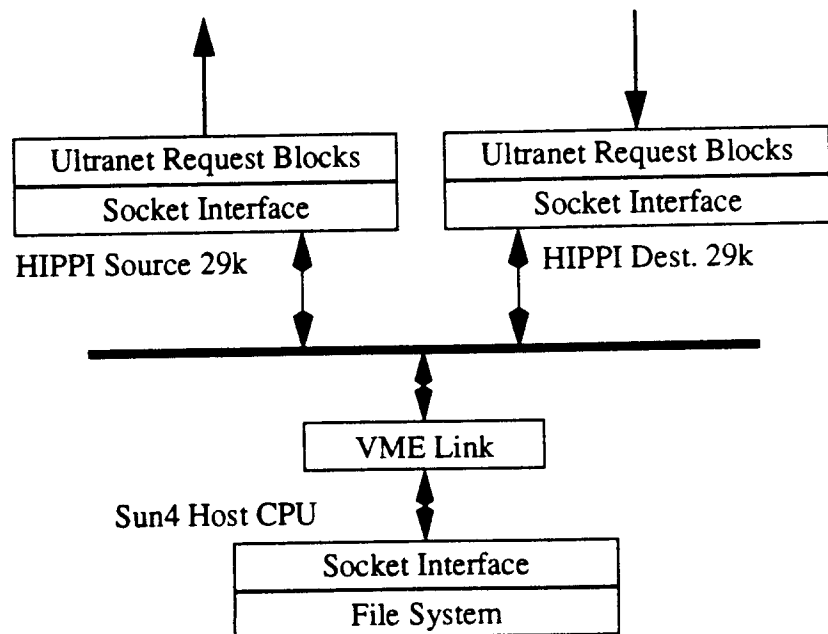 Ultranet Request Blocks
Socket Interface
HIPPI Source 29k
Ultranet Request Blocks
Socket Interface
HIPPI Dest. 29k
VME Link
Sun4 Host CPU
Socket Interface
File System